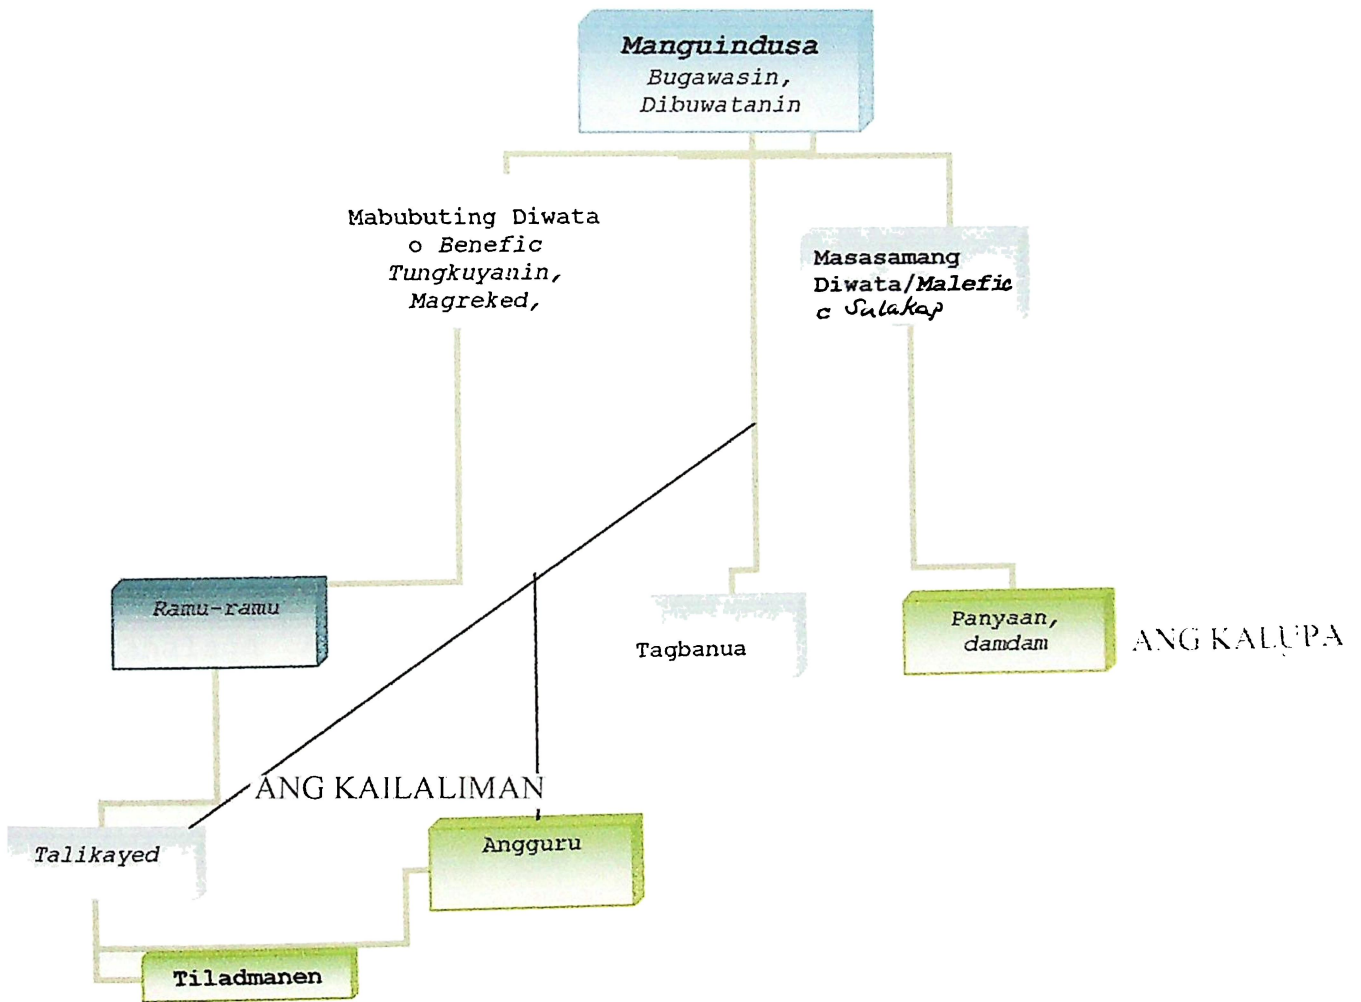 Manguindusa
Bugawasin,
Dibuwatanin
Mabubuting Diwata
o Benefic
Tungkuyanin,
Magreked,
Masasamang
Diwata/Malefic
c Sulakap
Ramu-ramu
Tagbanua
Panyaan,
damdam
ANG KALUPA
ANG KAILALIMAN
Talikayed
Angguru
Tiladmanen